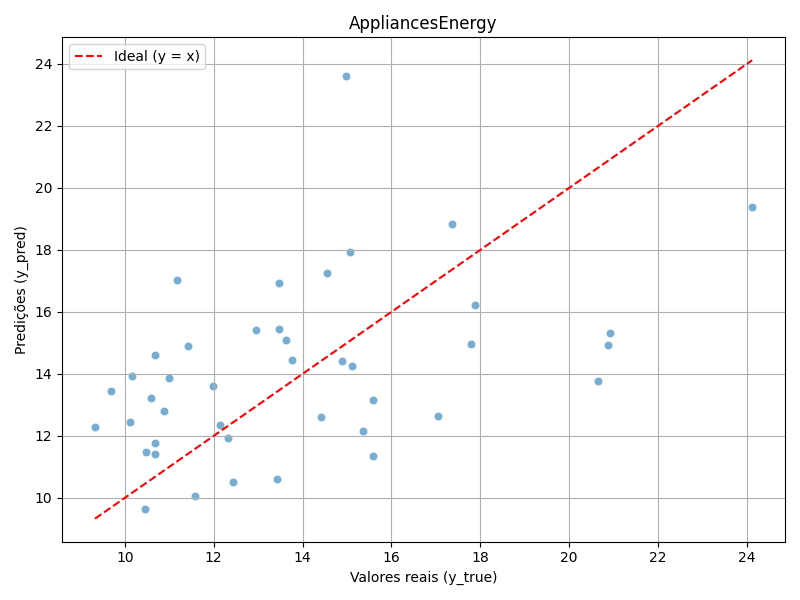 AppliancesEnergy
Ideal (y = x)
24
22
20
18
16
14
12
10
Predições (y_pred)
10 12 14 16 18 20 22 24
Valores reais (y_true)